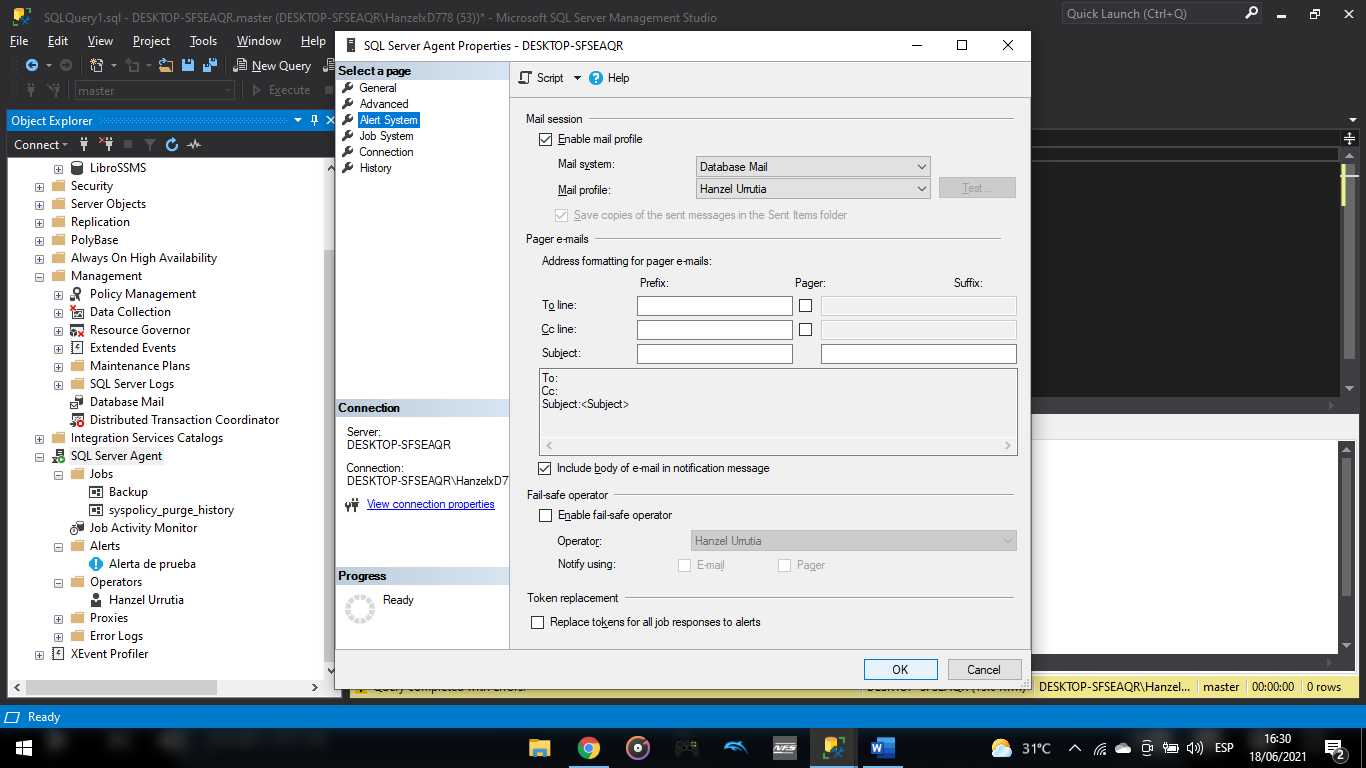 SQLQuery1.sql - DESKTOP-SFSEAQR.master (DESKTOP-SFSEAQR\HanzelxD778 (53))* - Microsoft SQL Server Management Studio
Quick Launch (Ctrl+Q)
File Edit View Project Tools Window Help
New Query
master
Execute
Object Explorer
Connect
LibroSSMS
Security
Server Objects
Replication
PolyBase
Always On High Availability
Management
Policy Management
Data Collection
Resource Governor
Extended Events
Maintenance Plans
SQL Server Logs
Database Mail
Distributed Transaction Coordinator
Integration Services Catalogs
SQL Server Agent
Jobs
Backup
syspolicy_purge_history
Job Activity Monitor
Alerts
Alerta de prueba
Operators
Hanzel Urrutia
Proxies
Error Logs
XEvent Profiler
SQL Server Agent Properties - DESKTOP-SFSEAQR
Select a page
General
Advanced
Alert System
Job System
Connection
History
Connection
Server:
DESKTOP-SFSEAQR
Connection:
DESKTOP-SFSEAQR\HanzelxD7
View connection properties
Progress
Ready
Script Help
Mail session
Enable mail profile
Mail system: Database Mail
Mail profile: Hanzel Urrutia Test...
Save copies of the sent messages in the Sent Items folder
Pager e-mails
Address formatting for pager e-mails:
Prefix: Pager: Suffix:
To line:
Cc line:
Subject:
To:
Cc:
Subject:<Subject>
Include body of e-mail in notification message
Fail-safe operator
Enable fail-safe operator
Operator: Hanzel Urrutia
Notify using: E-mail Pager
Token replacement
Replace tokens for all job responses to alerts
OK Cancel
DESKTOP-SFSEAQR\Hanzel... master 00:00:00 0 rows
Ready
NFS
W
31°C
ESP
16:30
18/06/2021
2